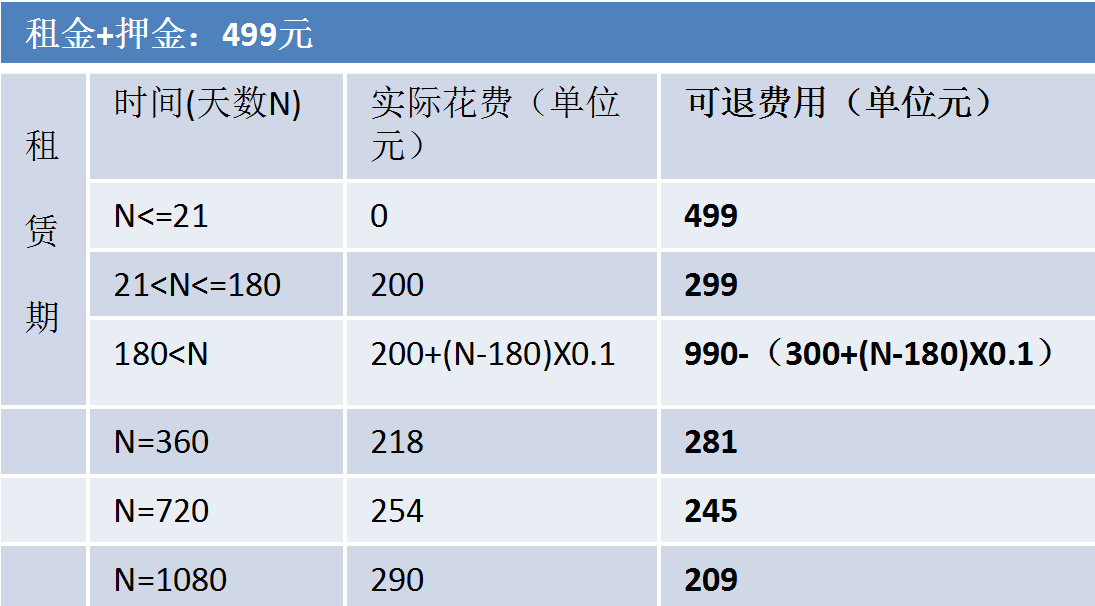 租金+押金：499元
租赁期
时间(天数N) 实际花费（单位元） 可退费用（单位元）
N<=21 0 499
21<N<=180 200 299
180<N 200+(N-180)X0.1 990-（300+(N-180)X0.1）
N=360 218 281
N=720 254 245
N=1080 290 209